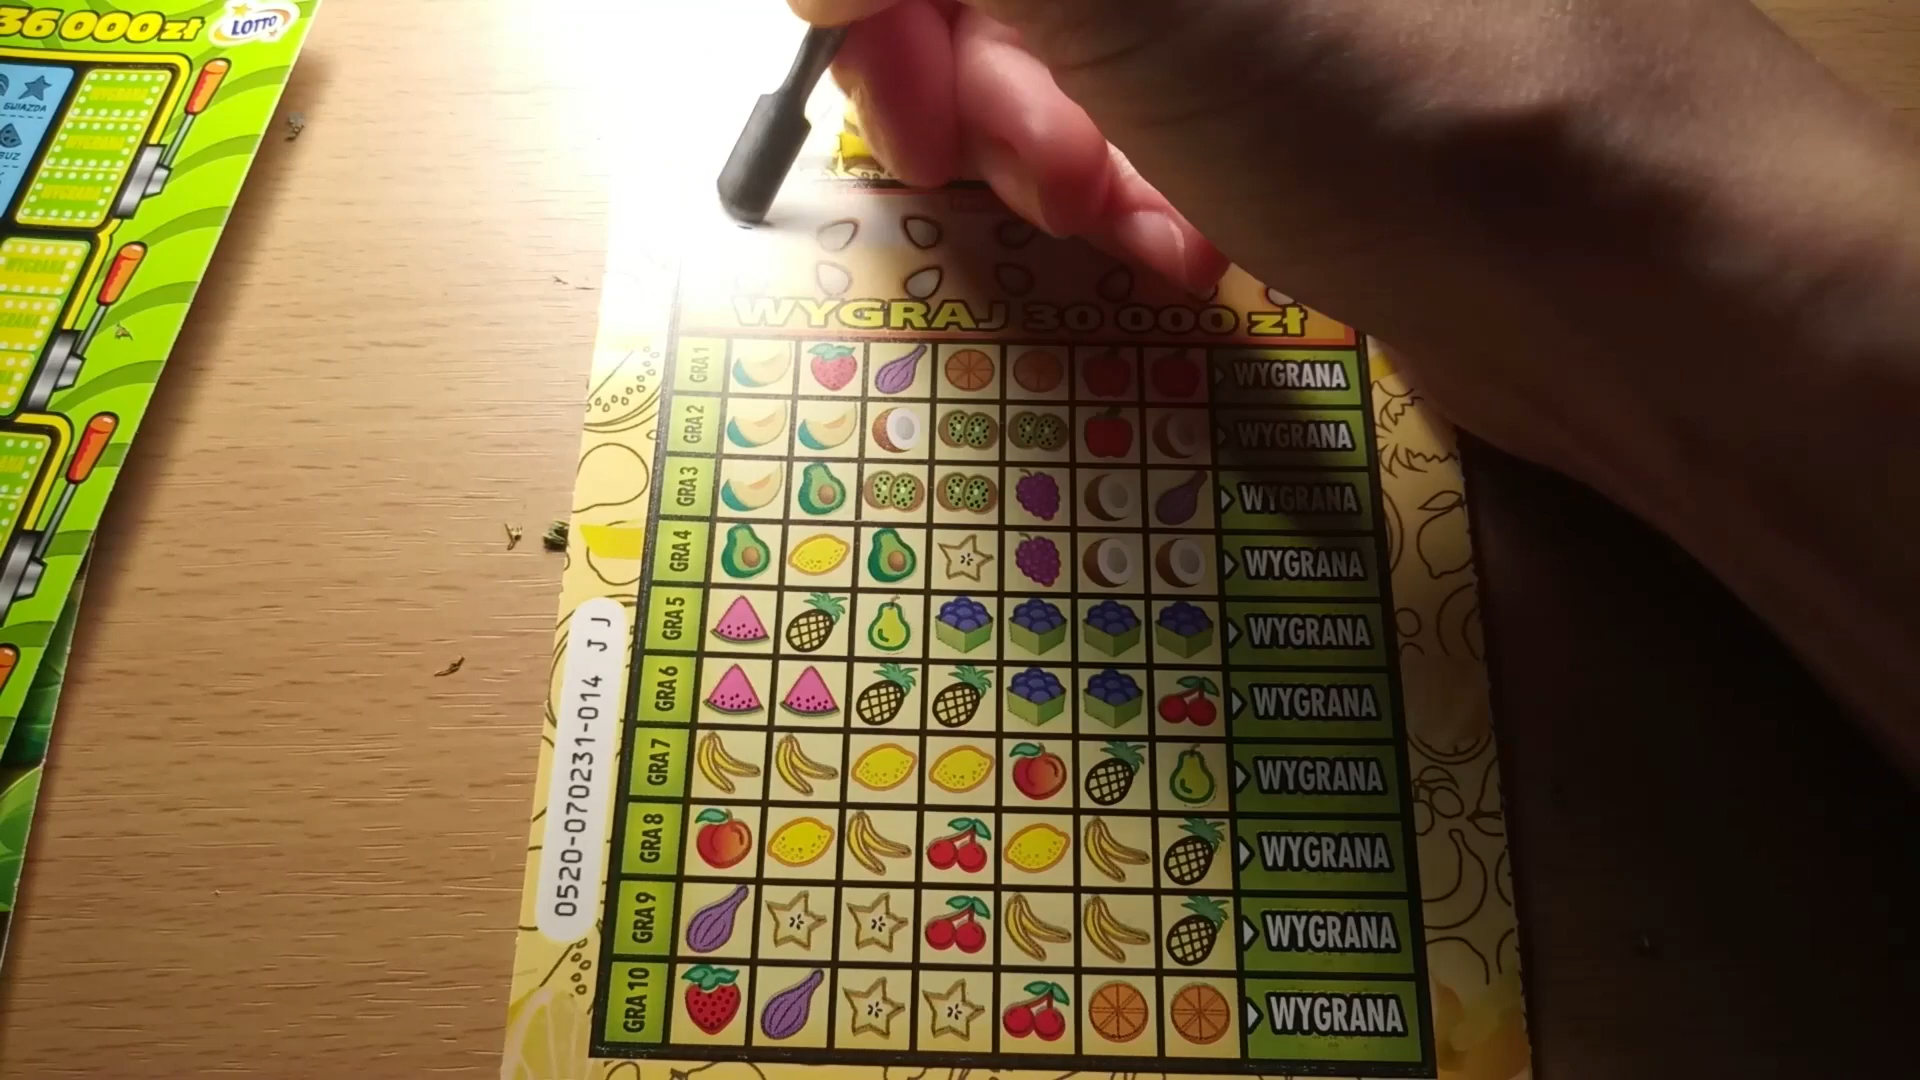 36 000 zł
LOTTO
GWIAZDA
WYGRANA
WYGRANA
WYGRANA
WYGRANA
WYGRAJ 30 000 zł
GRA 1 WYGRANA
GRA 2 WYGRANA
GRA 3 WYGRANA
GRA 4 WYGRANA
GRA 5 WYGRANA
GRA 6 WYGRANA
GRA 7 WYGRANA
GRA 8 WYGRANA
GRA 9 WYGRANA
GRA 10 WYGRANA
0520-070231-014 J J